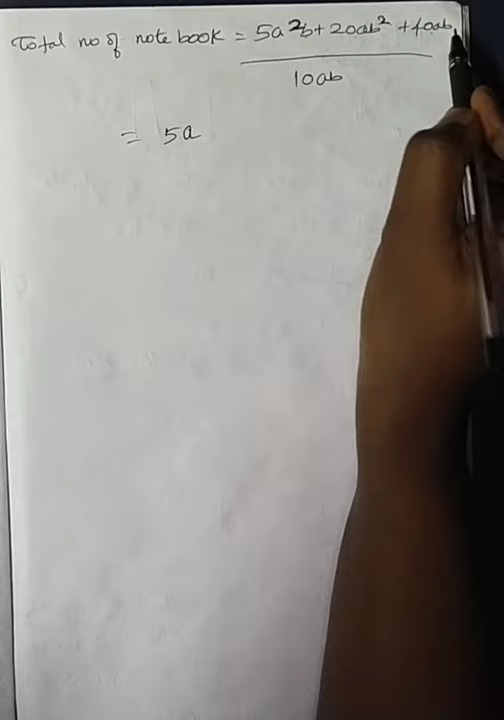 Total no of note book = 5a²b + 20ab² + 40ab
10ab
= 5a